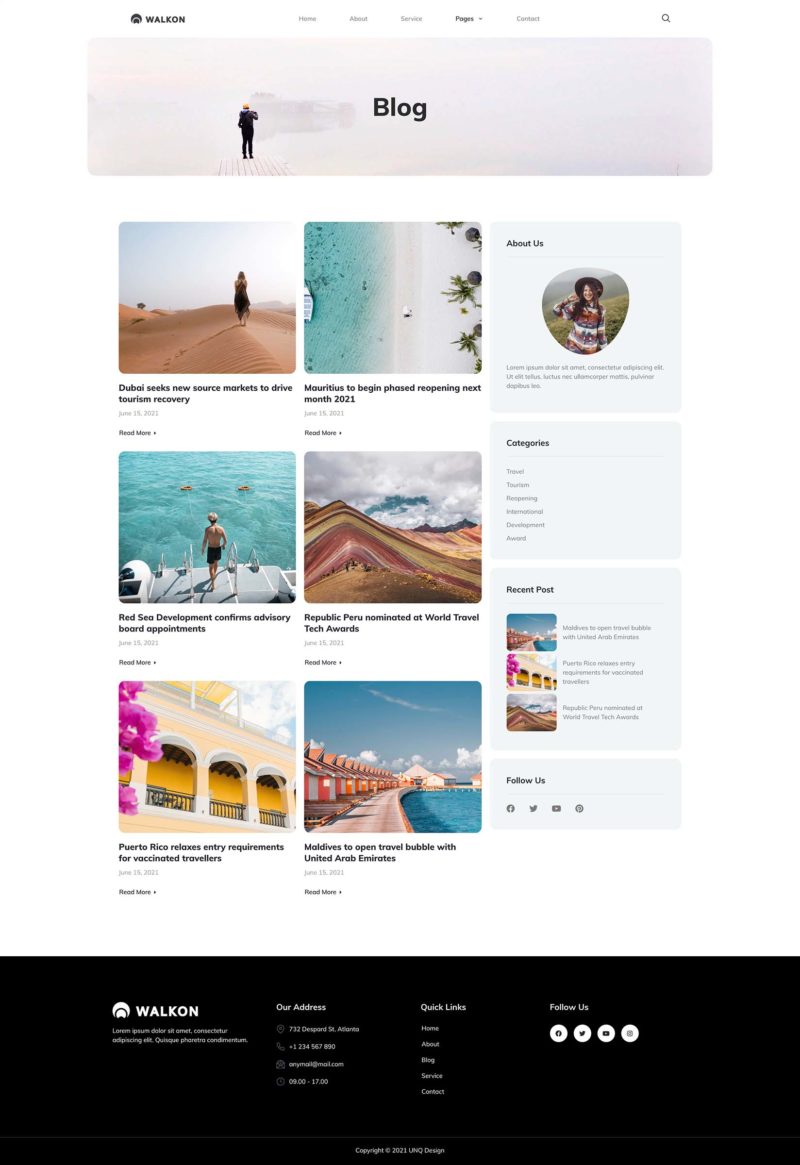 WALKON
Home
About
Service
Pages
Contact
Blog
Dubai seeks new source markets to drive
tourism recovery
June 15, 2021
Read More
Mauritius to begin phased reopening next
month 2021
June 15, 2021
Read More
Red Sea Development confirms advisory
board appointments
June 15, 2021
Read More
Republic Peru nominated at World Travel
Tech Awards
June 15, 2021
Read More
Puerto Rico relaxes entry requirements
for vaccinated travellers
June 15, 2021
Read More
Maldives to open travel bubble with
United Arab Emirates
June 15, 2021
Read More
About Us
Lorem ipsum dolor sit amet, consectetur adipiscing elit.
Ut elit tellus, luctus nec ullamcorper mattis, pulvinar
dapibus leo.
Categories
Travel
Tourism
Reopening
International
Development
Award
Recent Post
Maldives to open travel bubble
with United Arab Emirates
Puerto Rico relaxes entry
requirements for vaccinated
travellers
Republic Peru nominated at
World Travel Tech Awards
Follow Us
WALKON
Lorem ipsum dolor sit amet, consectetur
adipiscing elit. Quisque pharetra condimentum.
Our Address
732 Despard St, Atlanta
+1 234 567 890
anymail@mail.com
09.00 - 17.00
Quick Links
Home
About
Blog
Service
Contact
Follow Us
Copyright © 2021 UNQ Design